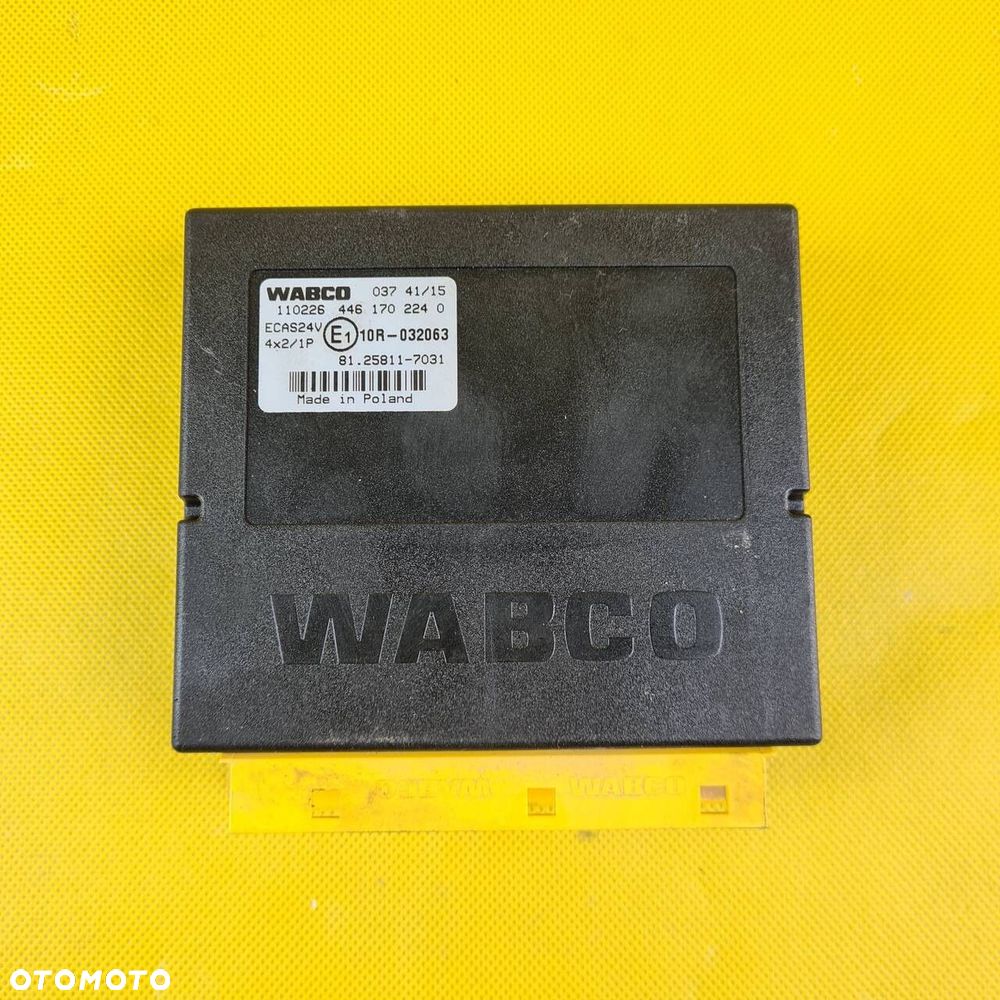 WABCO 037 41/15
110226 446 170 224 0
ECAS24V E1 10R-032063
4x2/1P
81.25811-7031
Made in Poland
WABCO
WABCO
OTOMOTO